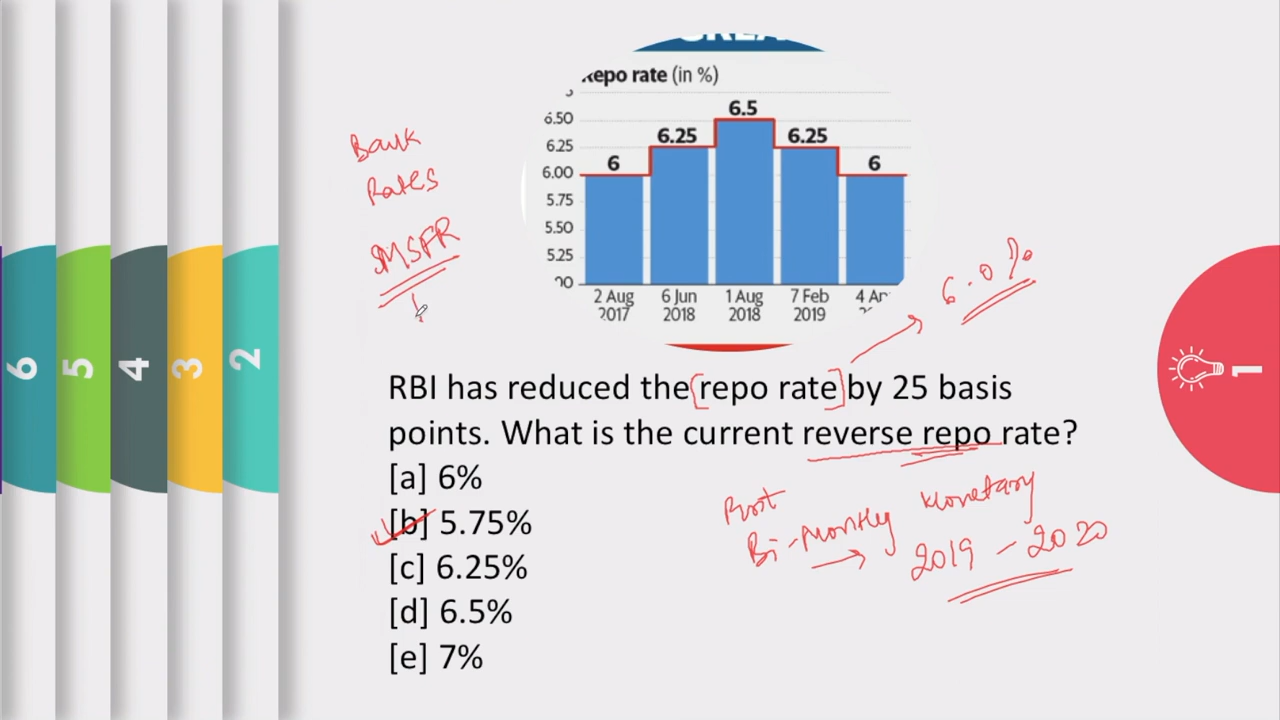 Repo rate (in %)
6.50
6.25
6.00
5.75
5.50
5.25
00
6
6.25
6.5
6.25
6
2 Aug 2017
6 Jun 2018
1 Aug 2018
7 Feb 2019
4 Apr
Bank
Rates
MSFR
6.0%
RBI has reduced the [repo rate] by 25 basis
points. What is the current reverse repo rate?
[a] 6%
[b] 5.75%
[c] 6.25%
[d] 6.5%
[e] 7%
Bi-Montly Monetary
2019-2020
6
5
4
3
2
1